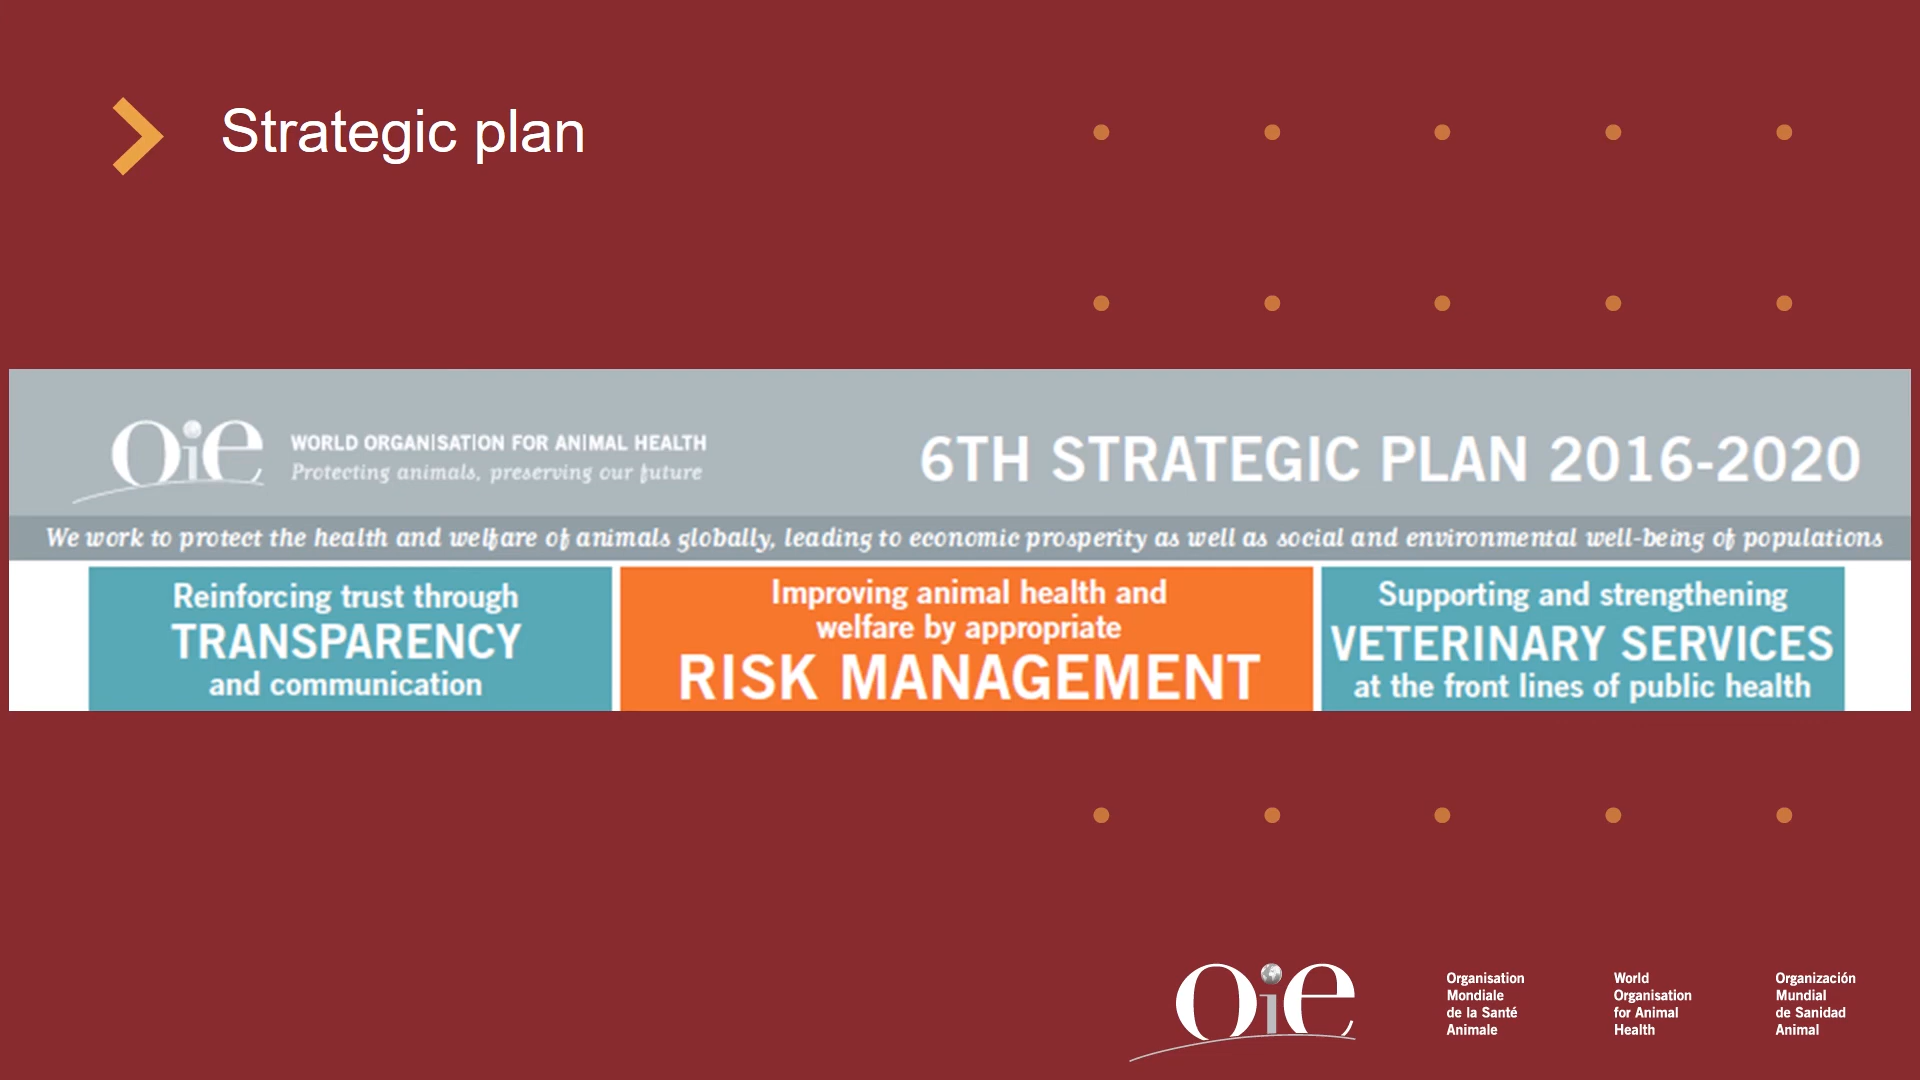 Strategic plan
oie
WORLD ORGANISATION FOR ANIMAL HEALTH
Protecting animals, preserving our future
6TH STRATEGIC PLAN 2016-2020
We work to protect the health and welfare of animals globally, leading to economic prosperity as well as social and environmental well-being of populations
Reinforcing trust through
TRANSPARENCY
and communication
Improving animal health and
welfare by appropriate
RISK MANAGEMENT
Supporting and strengthening
VETERINARY SERVICES
at the front lines of public health
oie
Organisation
Mondiale
de la Santé
Animale
World
Organisation
for Animal
Health
Organización
Mundial
de Sanidad
Animal